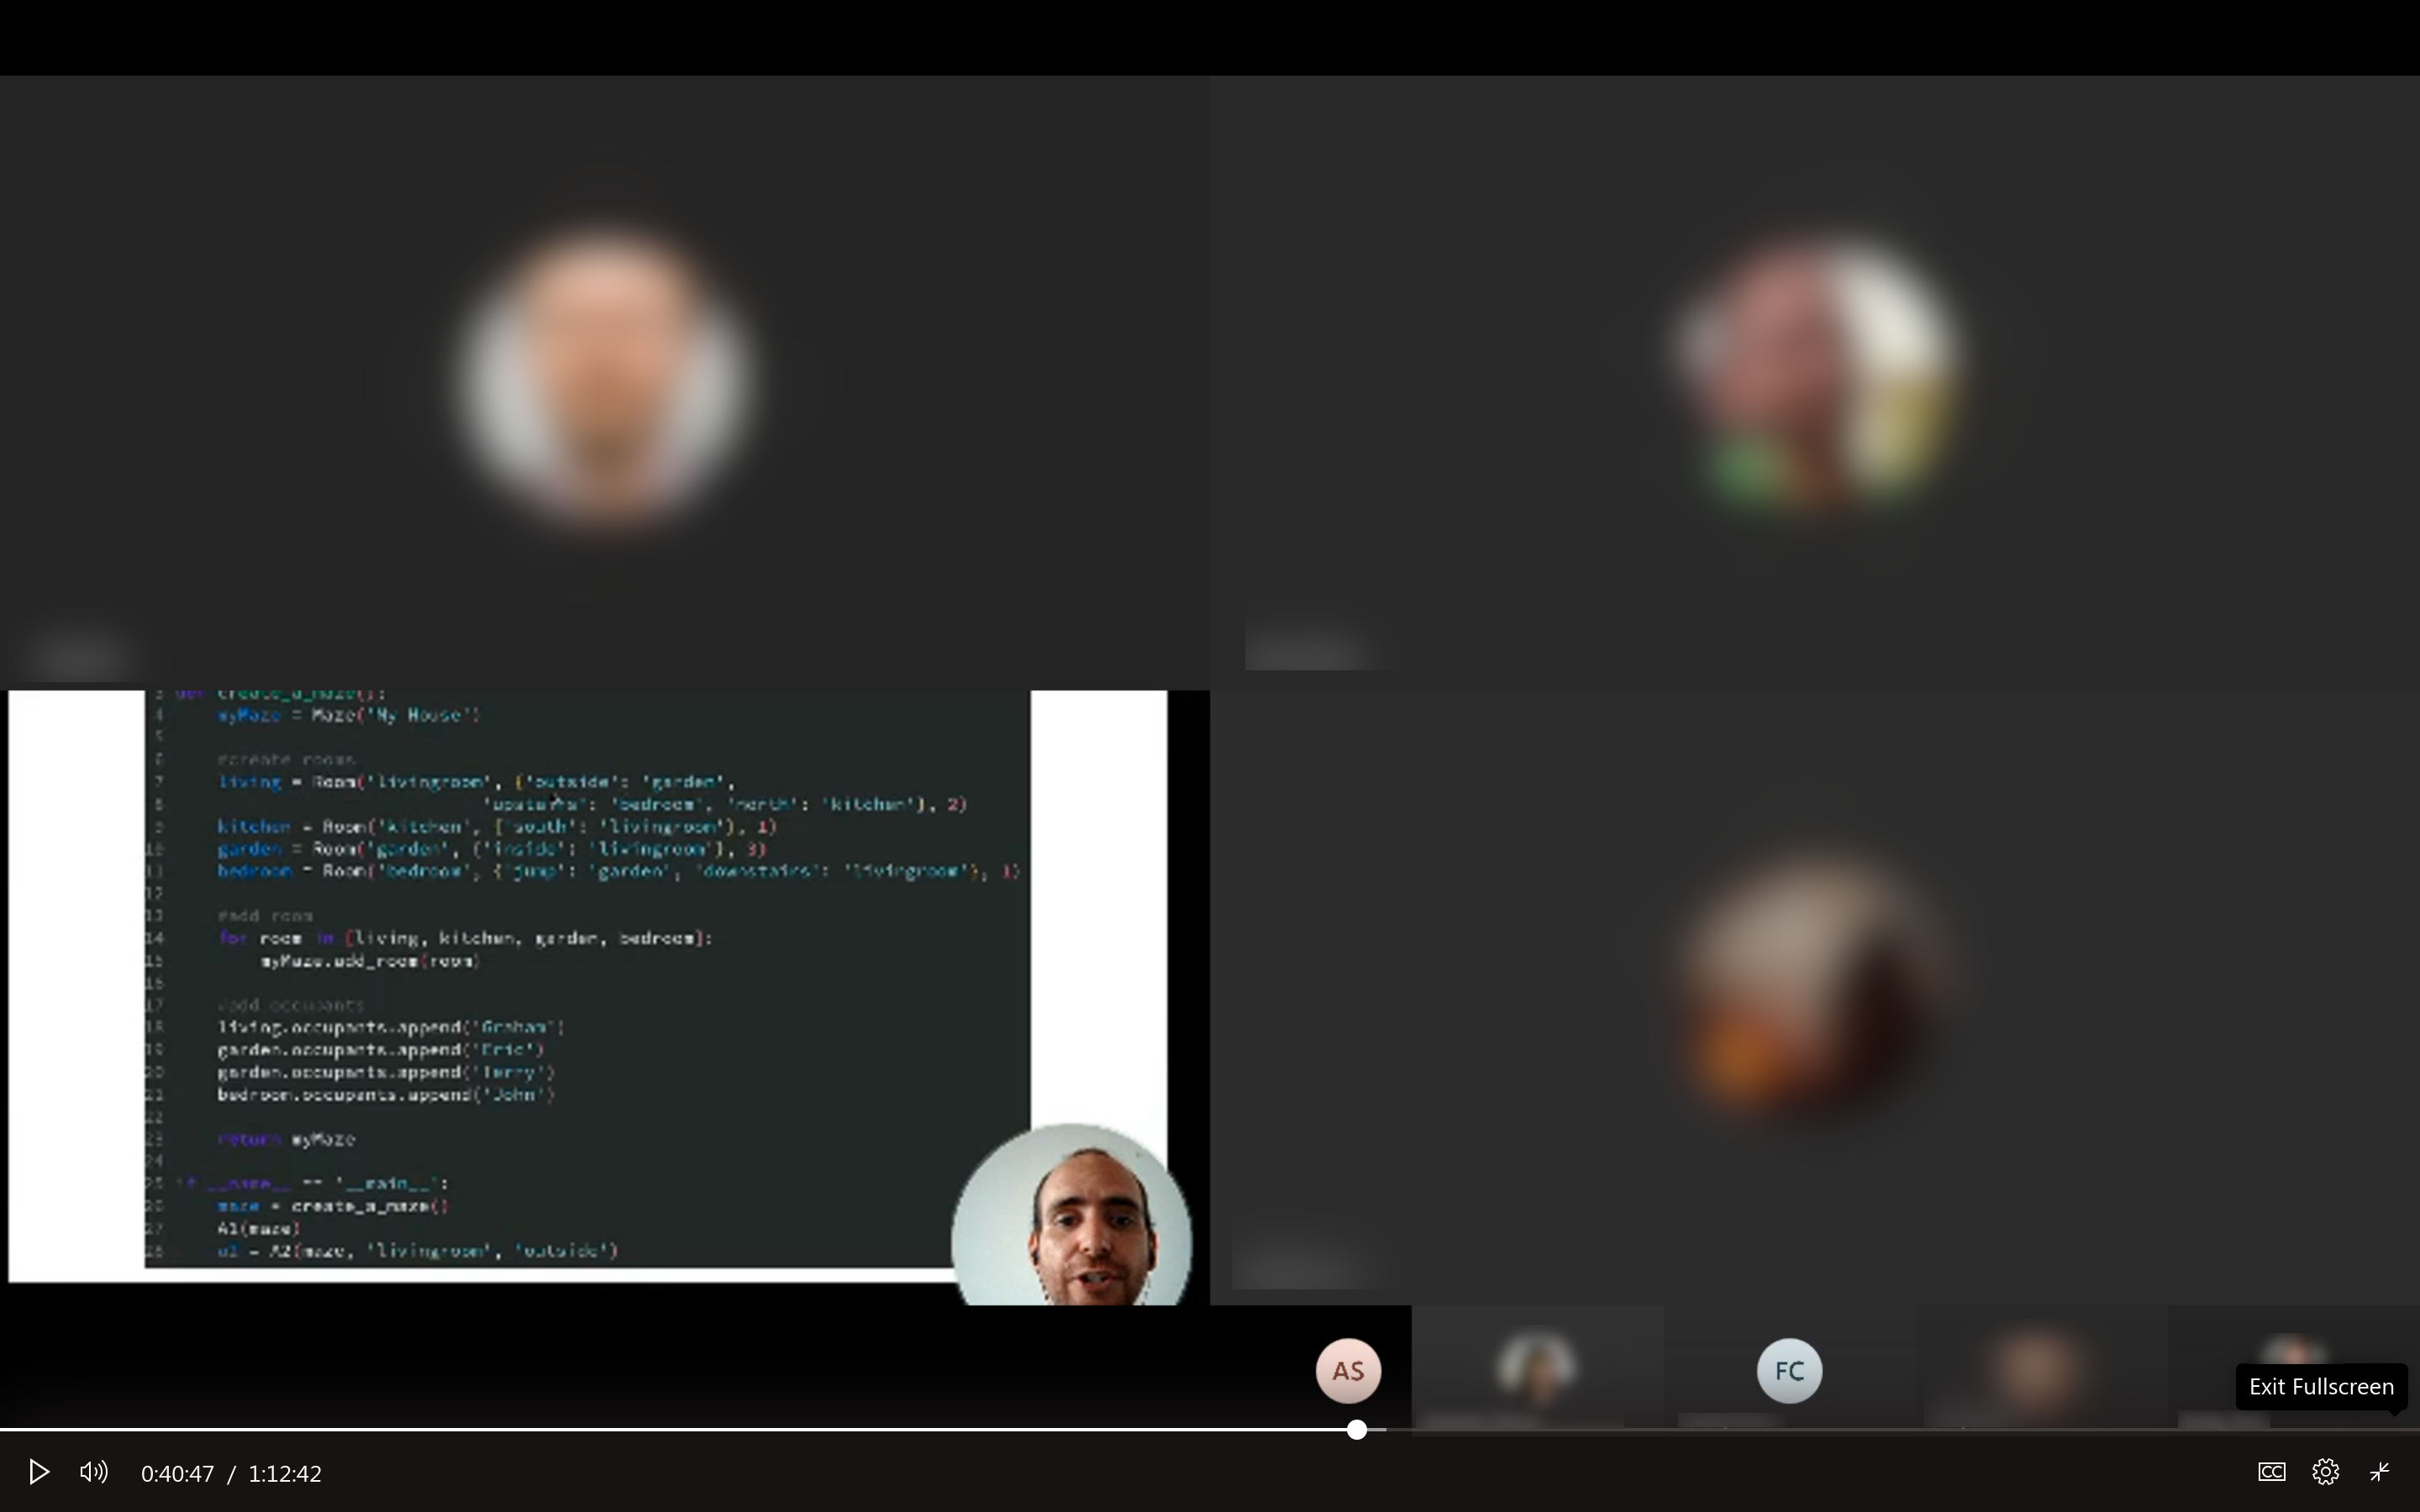 3 def create_a_maze():
4 myMaze = Maze('My House')
5
6 #create rooms
7 living = Room('livingroom', {'outside': 'garden',
8 'upstairs': 'bedroom', 'north': 'kitchen'}, 2)
9 kitchen = Room('kitchen', {'south': 'livingroom'}, 1)
10 garden = Room('garden', {'inside': 'livingroom'}, 3)
11 bedroom = Room('bedroom', {'jump': 'garden', 'downstairs': 'livingroom'}, 1)
12
13 #add room
14 for room in [living, kitchen, garden, bedroom]:
15 myMaze.add_room(room)
16
17 #add occupants
18 living.occupants.append('Graham')
19 garden.occupants.append('Eric')
20 garden.occupants.append('Terry')
21 bedroom.occupants.append('John')
22
23 return myMaze
24
25 if __name__ == '__main__':
26 maze = create_a_maze()
27 A1(maze)
28 = A2(maze, 'livingroom', 'outside')
AS
FC
Exit Fullscreen
0:40:47 / 1:12:42
CC